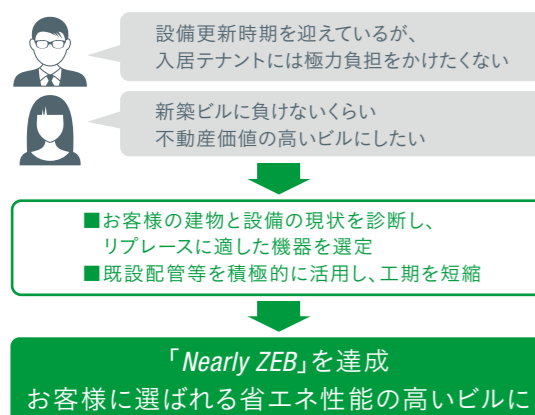 設備更新時期を迎えているが、
入居テナントには極力負担をかけたくない
新築ビルに負けないくらい
不動産価値の高いビルにしたい
■お客様の建物と設備の現状を診断し、
リプレースに適した機器を選定
■既設配管等を積極的に活用し、工期を短縮
「Nearly ZEB」を達成
お客様に選ばれる省エネ性能の高いビルに